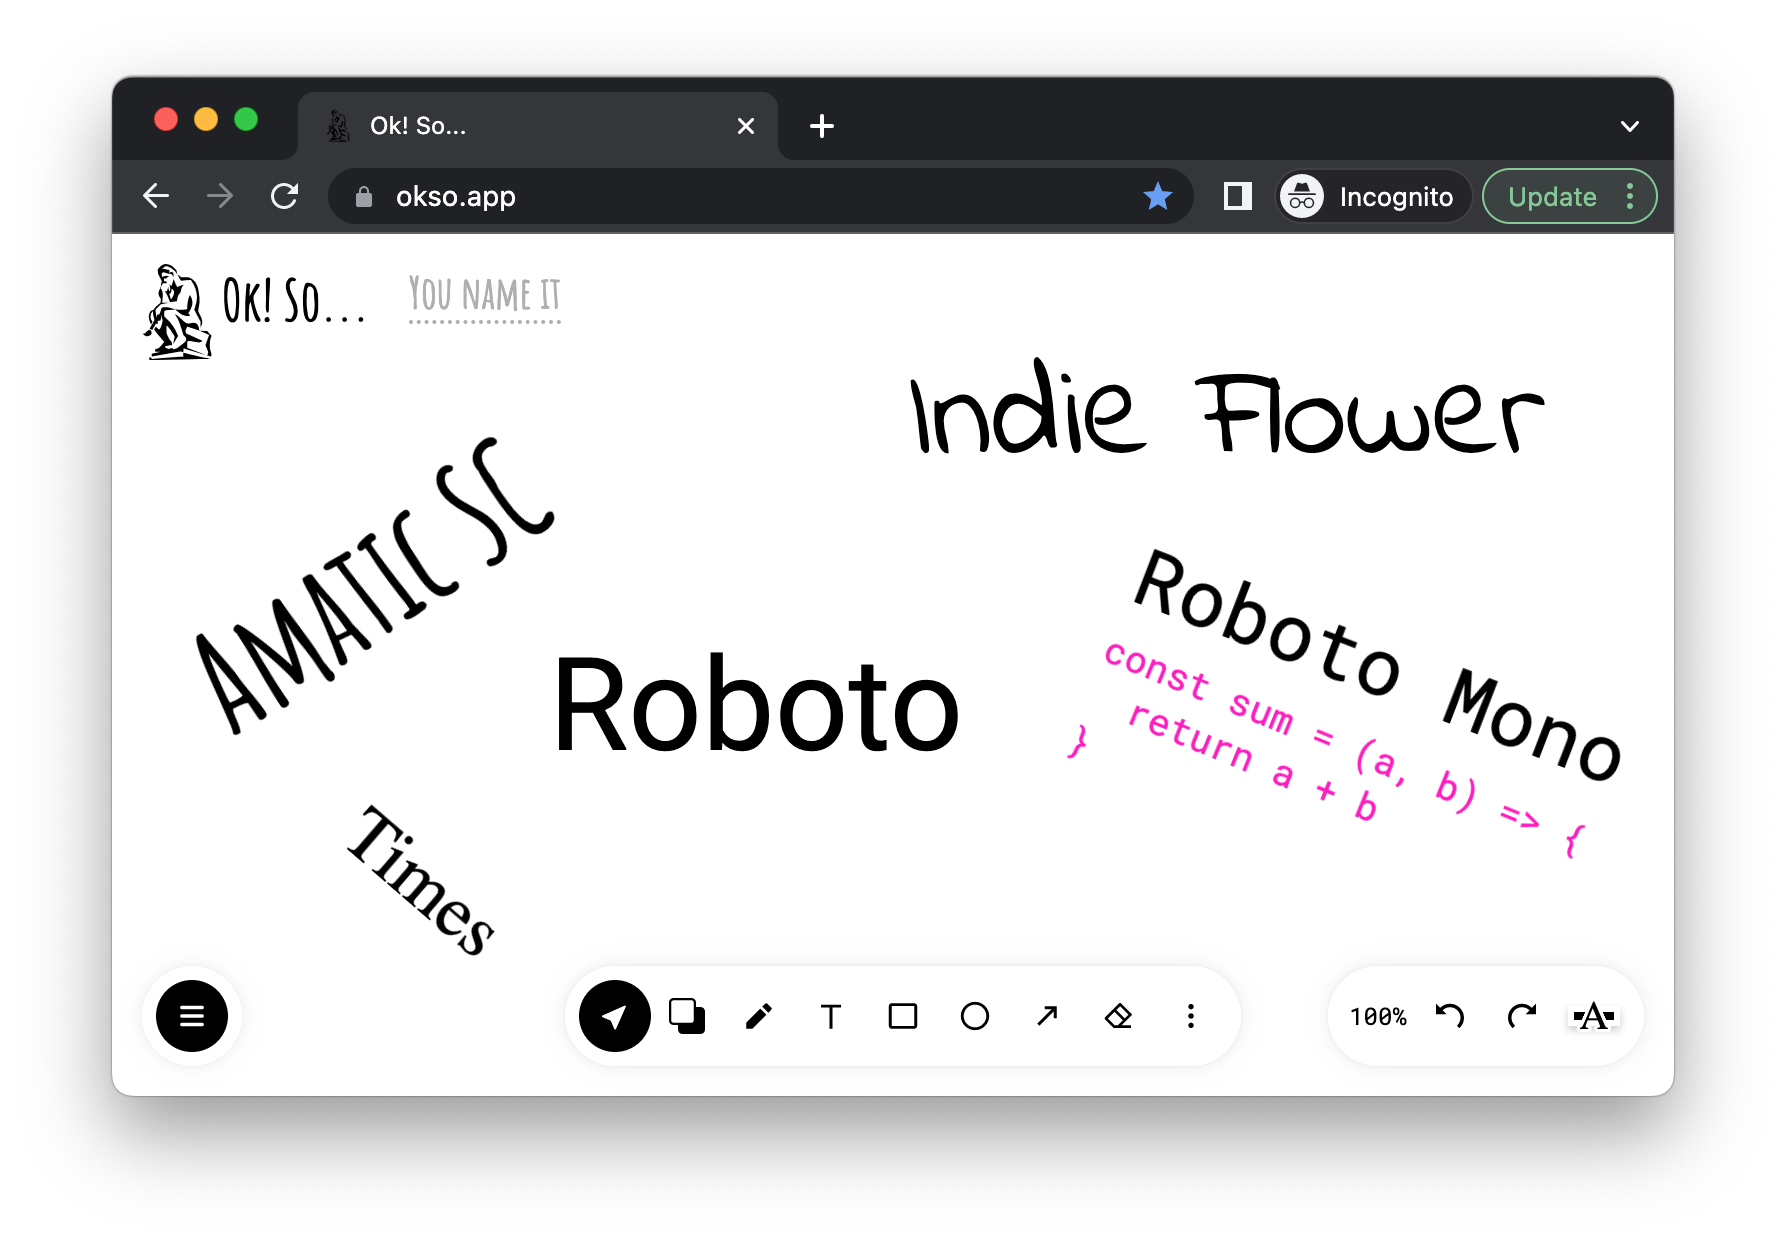 Ok! So...
okso.app
Incognito
Update
Ok! So...
You name it
Indie Flower
Amatic SC
Roboto
Roboto Mono
const sum = (a, b) => {
return a + b
}
Times
T
100%
A